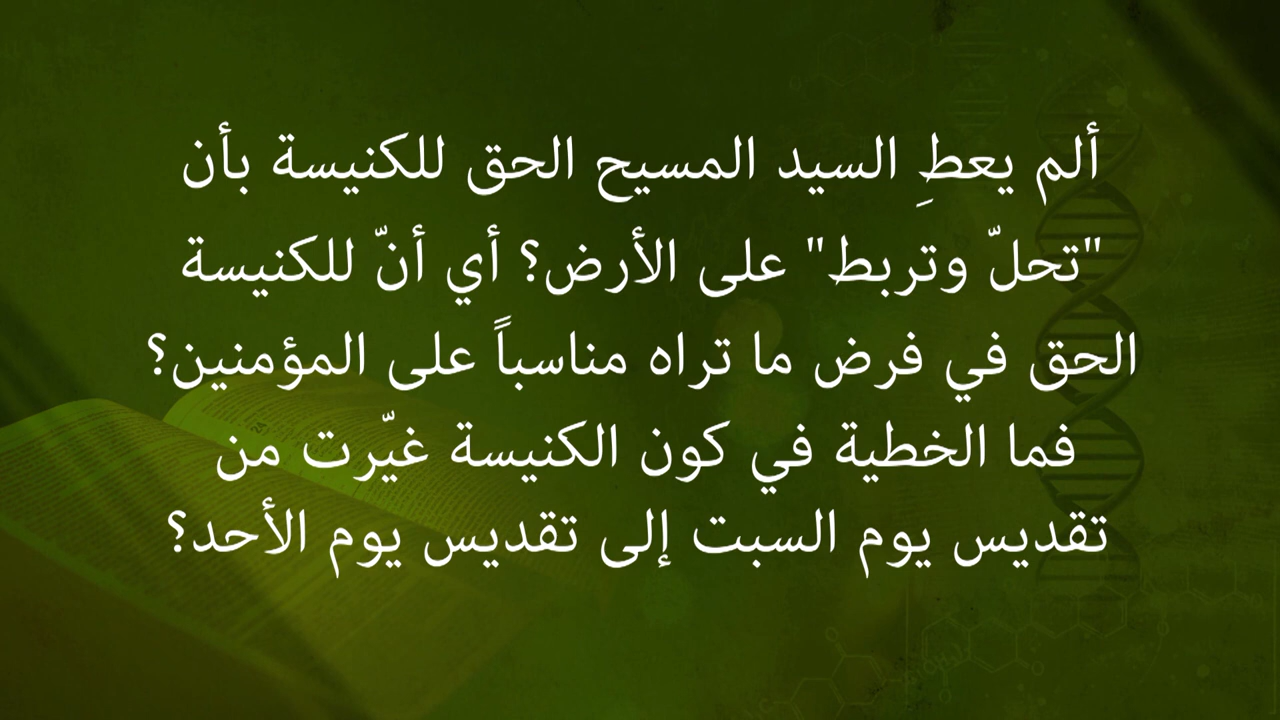 ألم يعطِ السيد المسيح الحق للكنيسة بأن
"تحلّ وتربط" على الأرض؟ أي أنّ للكنيسة
الحق في فرض ما تراه مناسباً على المؤمنين؟
فما الخطية في كون الكنيسة غيّرت من
تقديس يوم السبت إلى تقديس يوم الأحد؟